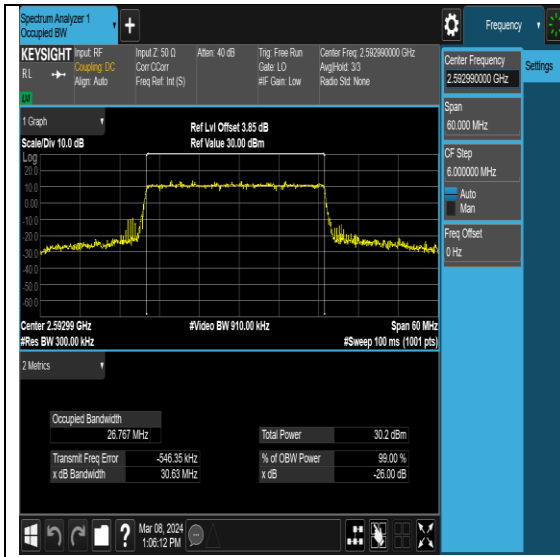 Spectrum Analyzer 1
Occupied BW
Frequency
KEYSIGHT
Input: RF
Coupling: DC
Align: Auto
Input Z: 50 Ω
Corr CCorr
Freq Ref: Int (S)
Atten: 40 dB
Trig: Free Run
Gate: LO
#IF Gain: Low
Center Freq: 2.592990000 GHz
Avg|Hold: 3/3
Radio Std: None
RL
Center Frequency
2.592990000 GHz
Settings
Span
60.000 MHz
CF Step
6.000000 MHz
Auto
Man
Freq Offset
0 Hz
1 Graph
Scale/Div 10.0 dB
Ref Lvl Offset 3.85 dB
Ref Value 30.00 dBm
Log
20.0
10.0
0.00
-10.0
-20.0
-30.0
-40.0
-50.0
-60.0
Center 2.59299 GHz
#Video BW 910.00 kHz
Span 60 MHz
#Res BW 300.00 kHz
#Sweep 100 ms (1001 pts)
2 Metrics
Occupied Bandwidth
26.767 MHz
Total Power
30.2 dBm
Transmit Freq Error
-546.35 kHz
% of OBW Power
99.00 %
x dB Bandwidth
30.63 MHz
x dB
-26.00 dB
Mar 08, 2024
1:06:12 PM